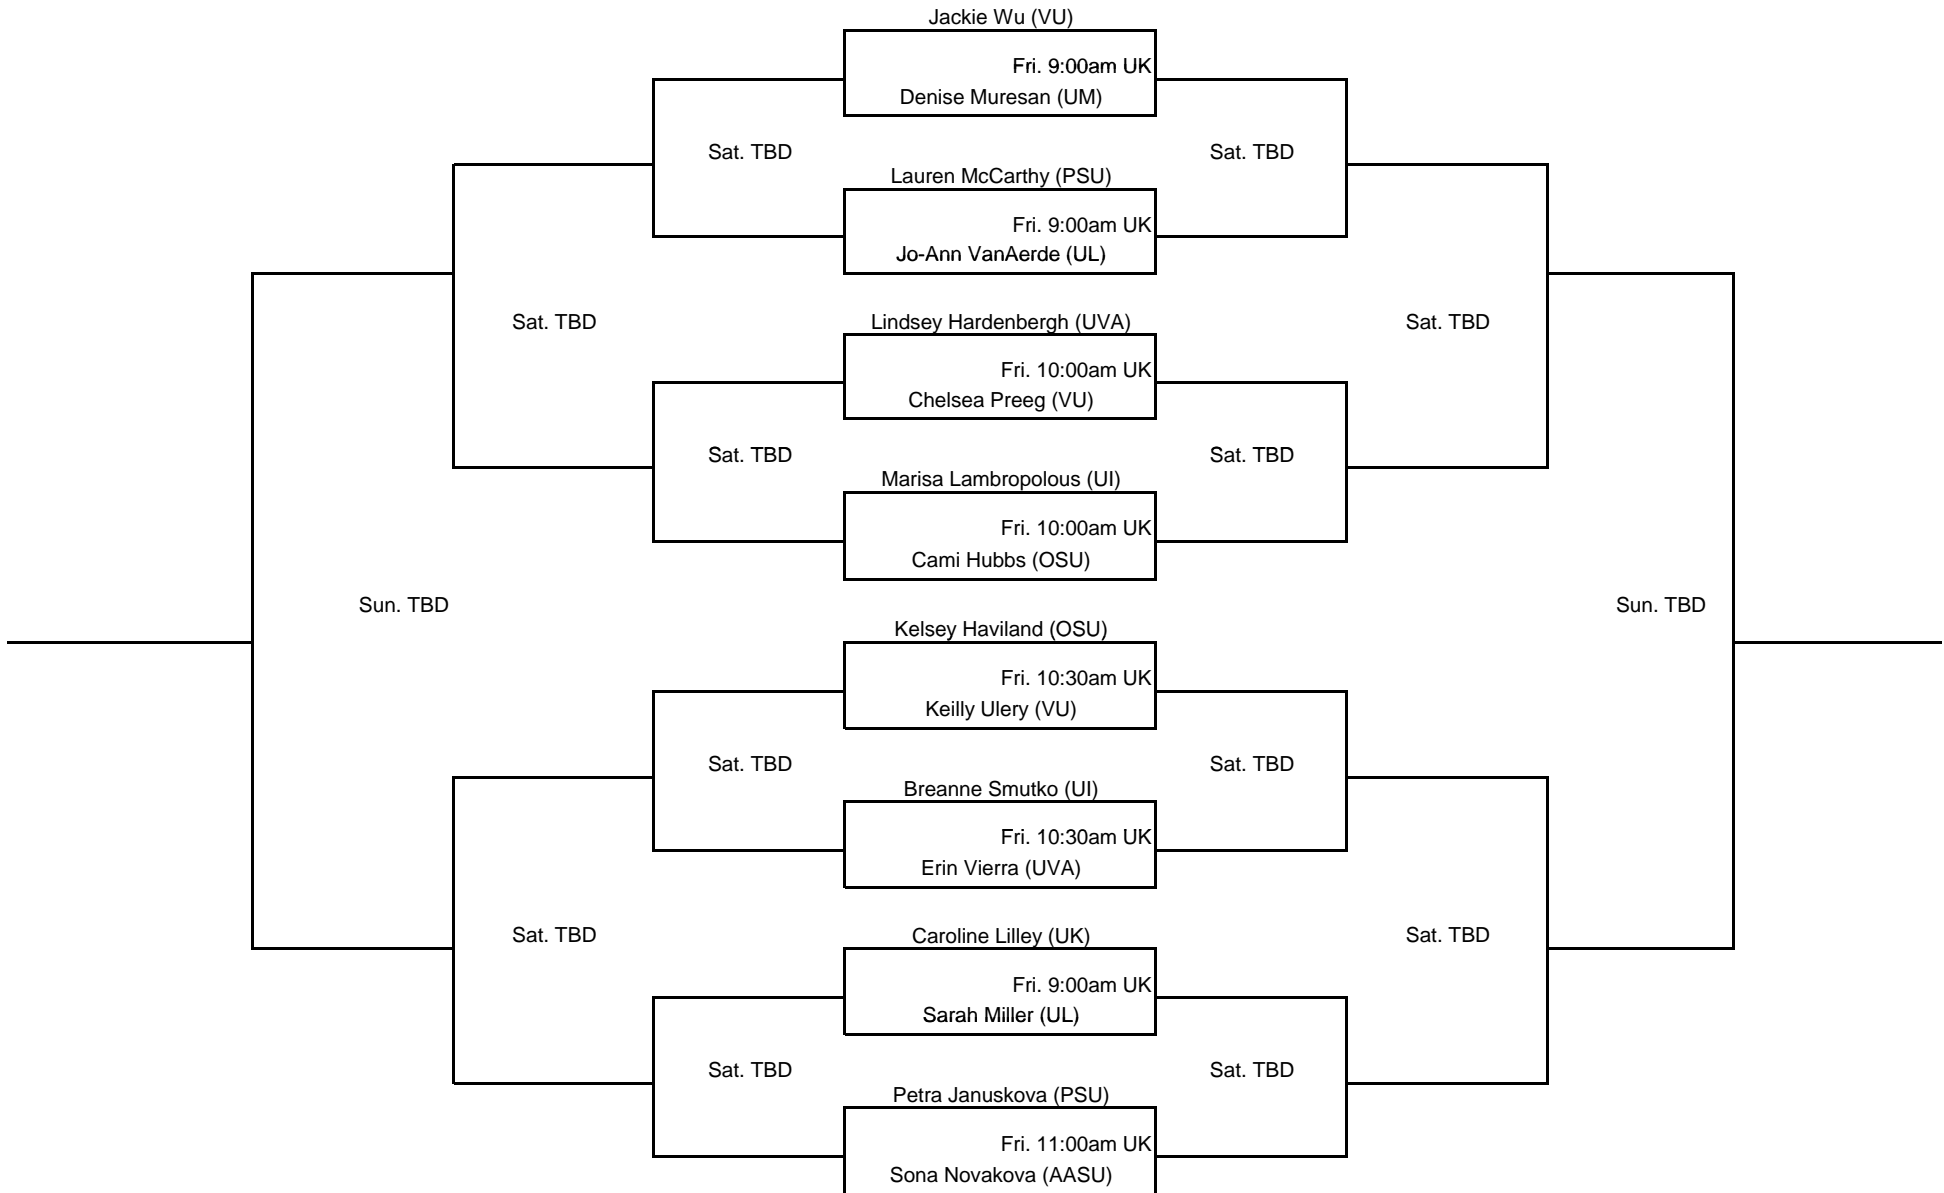 Jackie Wu (VU)
Fri. 9:00am UK
Denise Muresan (UM)
Sat. TBD
Sat. TBD
Lauren McCarthy (PSU)
Fri. 9:00am UK
Jo-Ann VanAerde (UL)
Sat. TBD
Lindsey Hardenbergh (UVA)
Sat. TBD
Fri. 10:00am UK
Chelsea Preeg (VU)
Sat. TBD
Sat. TBD
Marisa Lambropolous (UI)
Fri. 10:00am UK
Cami Hubbs (OSU)
Sun. TBD
Sun. TBD
Kelsey Haviland (OSU)
Fri. 10:30am UK
Keilly Ulery (VU)
Sat. TBD
Sat. TBD
Breanne Smutko (UI)
Fri. 10:30am UK
Erin Vierra (UVA)
Sat. TBD
Caroline Lilley (UK)
Sat. TBD
Fri. 9:00am UK
Sarah Miller (UL)
Sat. TBD
Sat. TBD
Petra Januskova (PSU)
Fri. 11:00am UK
Sona Novakova (AASU)